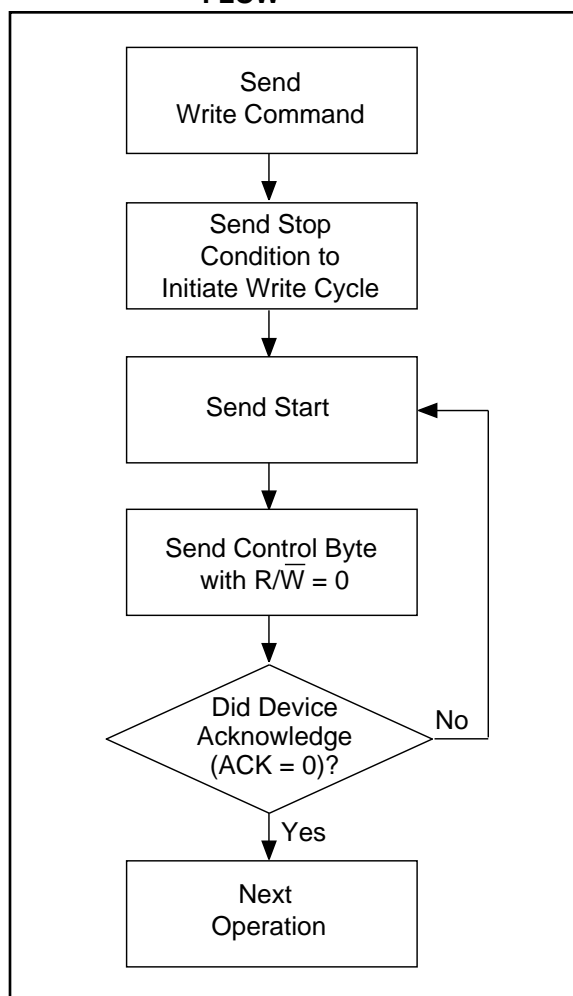 Send
Write Command
Send Stop
Condition to
Initiate Write Cycle
Send Start
Send Control Byte
with R/W̅ = 0
Did Device
Acknowledge
(ACK = 0)?
No
Yes
Next
Operation